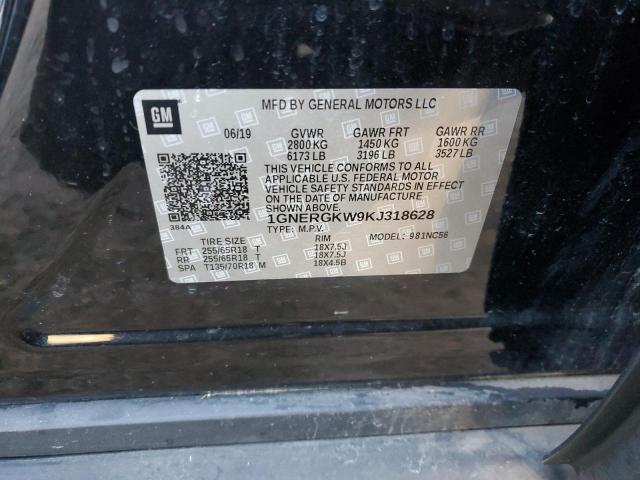 GM
MFD BY GENERAL MOTORS LLC
06/19 GVWR GAWR FRT GAWR RR
2800 KG 1450 KG 1600 KG
6173 LB 3196 LB 3527 LB
THIS VEHICLE CONFORMS TO ALL
APPLICABLE U.S. FEDERAL MOTOR
VEHICLE SAFETY STANDARDS IN EFFECT
ON THE DATE OF MANUFACTURE
SHOWN ABOVE.
384A
1GNERGKW9KJ318628
TYPE: M.P.V. MODEL: 981NC56
TIRE SIZE RIM
FRT 255/65R18 T 18X7.5J
RR 255/65R18 T 18X7.5J
SPA T135/70R18 M 18X4.5B